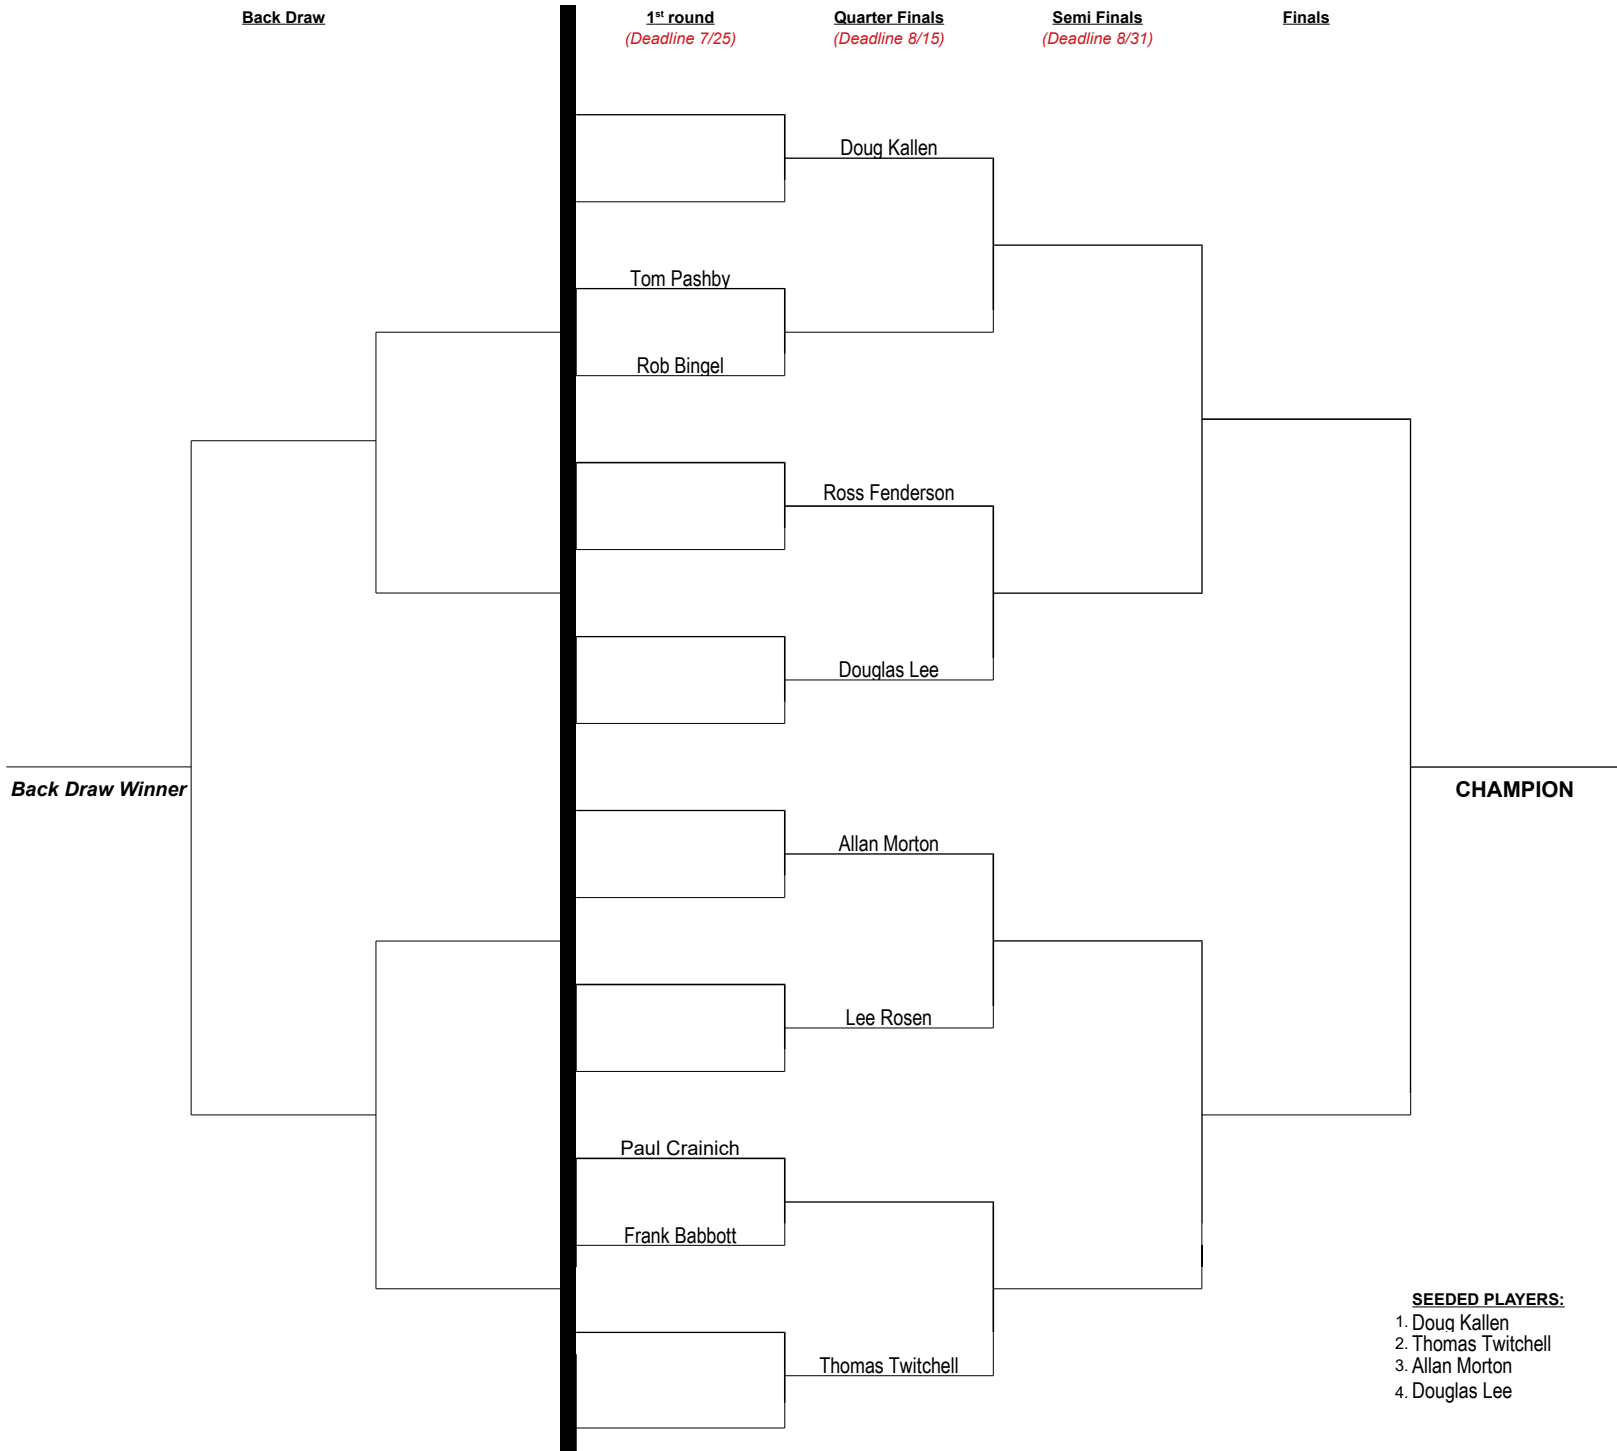 Back Draw
1st round
(Deadline 7/25)
Quarter Finals
(Deadline 8/15)
Semi Finals
(Deadline 8/31)
Finals
Doug Kallen
Tom Pashby
Rob Bingel
Ross Fenderson
Douglas Lee
Back Draw Winner
CHAMPION
Allan Morton
Lee Rosen
Paul Crainich
Frank Babbott
Thomas Twitchell
SEEDED PLAYERS:
1. Doug Kallen
2. Thomas Twitchell
3. Allan Morton
4. Douglas Lee